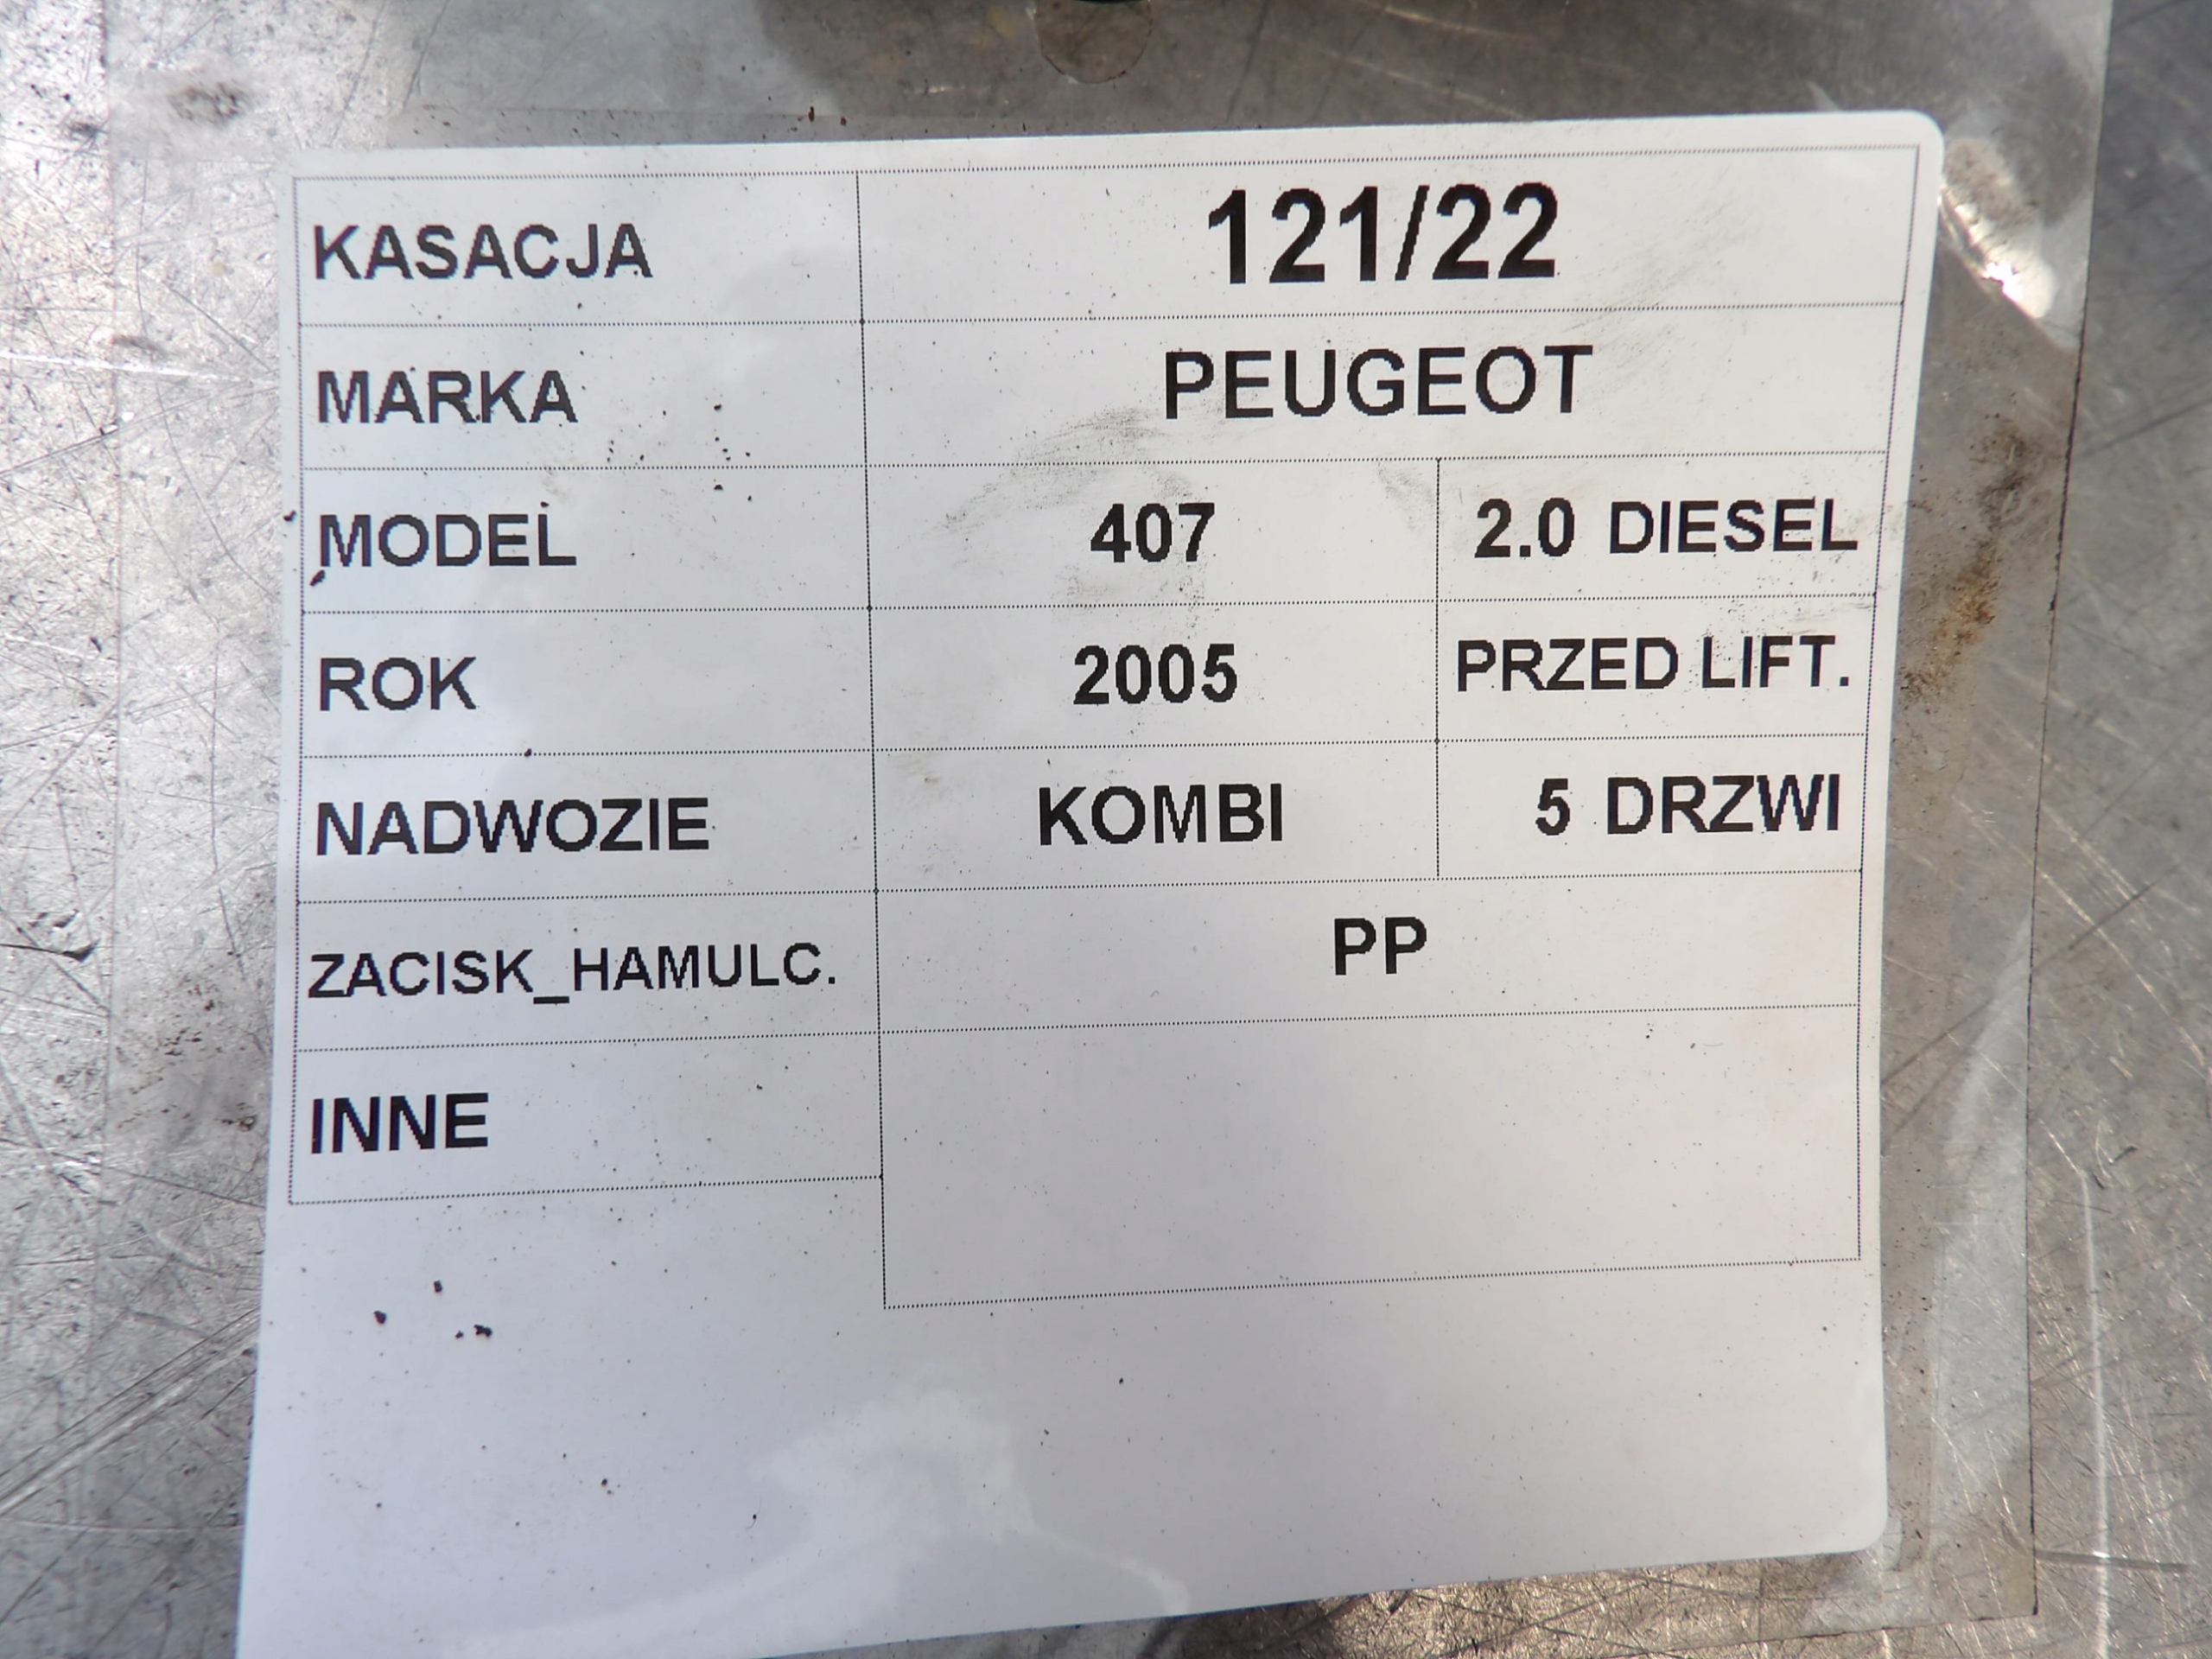 KASACJA 121/22
MARKA PEUGEOT
MODEL 407 2.0 DIESEL
ROK 2005 PRZED LIFT.
NADWOZIE KOMBI 5 DRZWI
ZACISK_HAMULC. PP
INNE